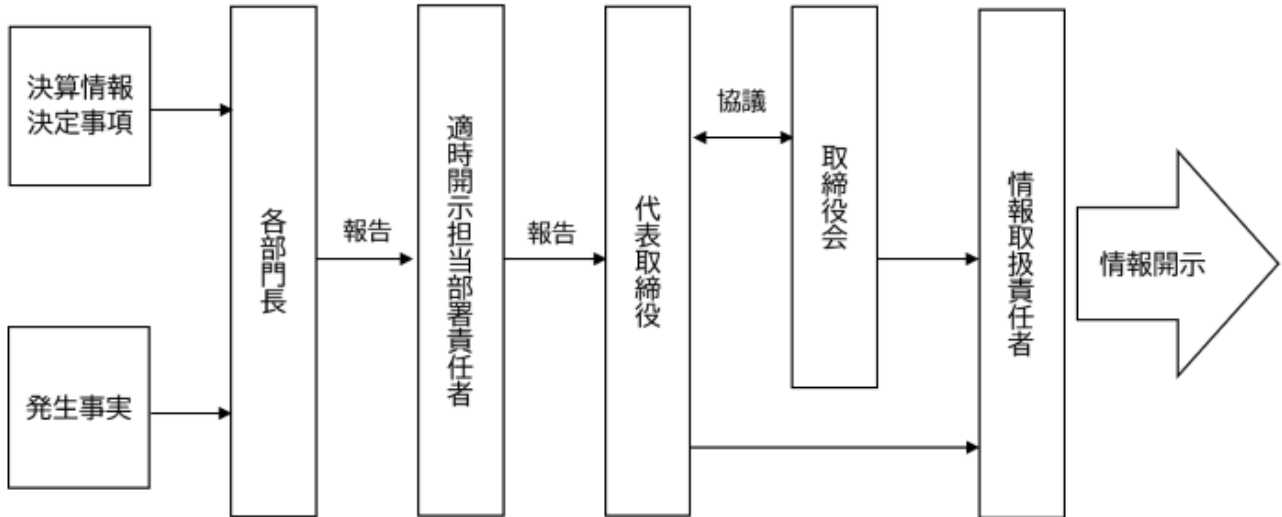 決算情報
決定事項
発生事実
各部門長
報告
適時開示担当部署責任者
報告
代表取締役
協議
取締役会
情報取扱責任者
情報開示